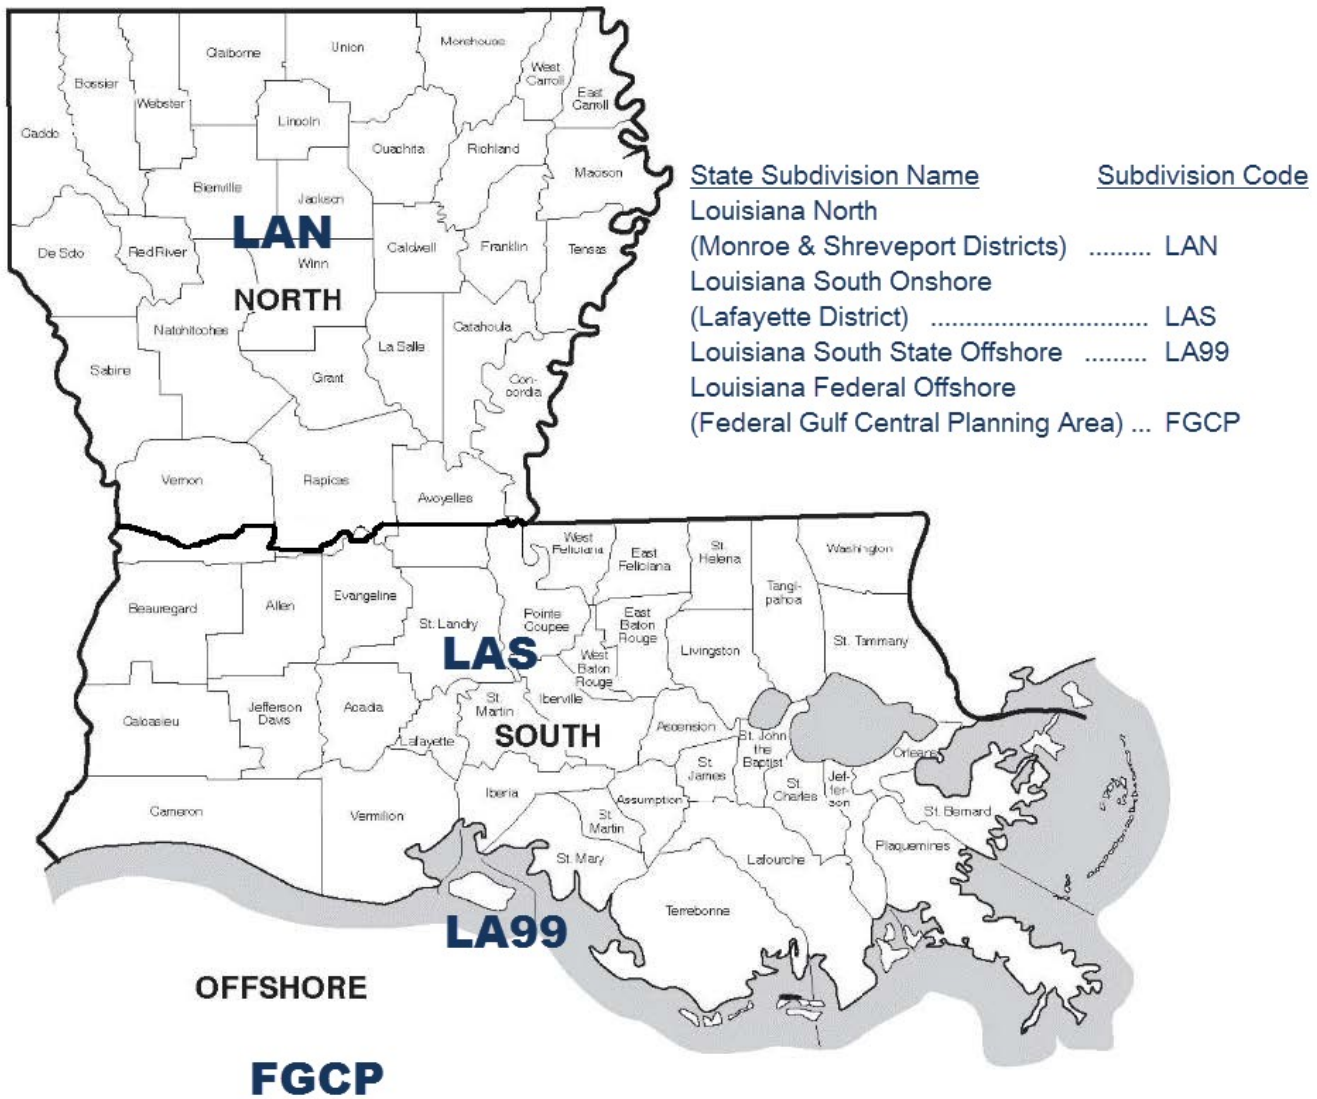 Claiborne
Union
Morehouse
West
Carroll
Bossier
Webster
East
Carroll
Caddo
Lincoln
Ouachita
Richland
Madison
Bienville
Jackson
LAN
De Soto
Red River
Caldwell
Franklin
Tensas
Winn
NORTH
Natchitoches
Catahoula
La Salle
Sabine
Grant
Con-
cordia
Vernon
Rapides
Avoyelles
State Subdivision Name Subdivision Code
Louisiana North
(Monroe & Shreveport Districts) ......... LAN
Louisiana South Onshore
(Lafayette District) ............................... LAS
Louisiana South State Offshore ......... LA99
Louisiana Federal Offshore
(Federal Gulf Central Planning Area) ... FGCP
West
Feliciana
East
Feliciana
St.
Helena
Washington
Tangi-
pahoa
Beauregard
Allen
Evangeline
St. Landry
Pointe
Coupee
East
Baton
Rouge
LAS
West
Baton
Rouge
Livingston
St. Tammany
Calcasieu
Jefferson
Davis
Acadia
Lafayette
St.
Martin
Iberville
SOUTH
Ascension
St. John
the
Baptist
Orleans
St.
James
St.
Charles
Jef-
fer-
son
Cameron
Vermilion
Iberia
Assumption
St.
Martin
St. Bernard
St. Mary
Lafourche
Plaquemines
Terrebonne
LA99
OFFSHORE
FGCP